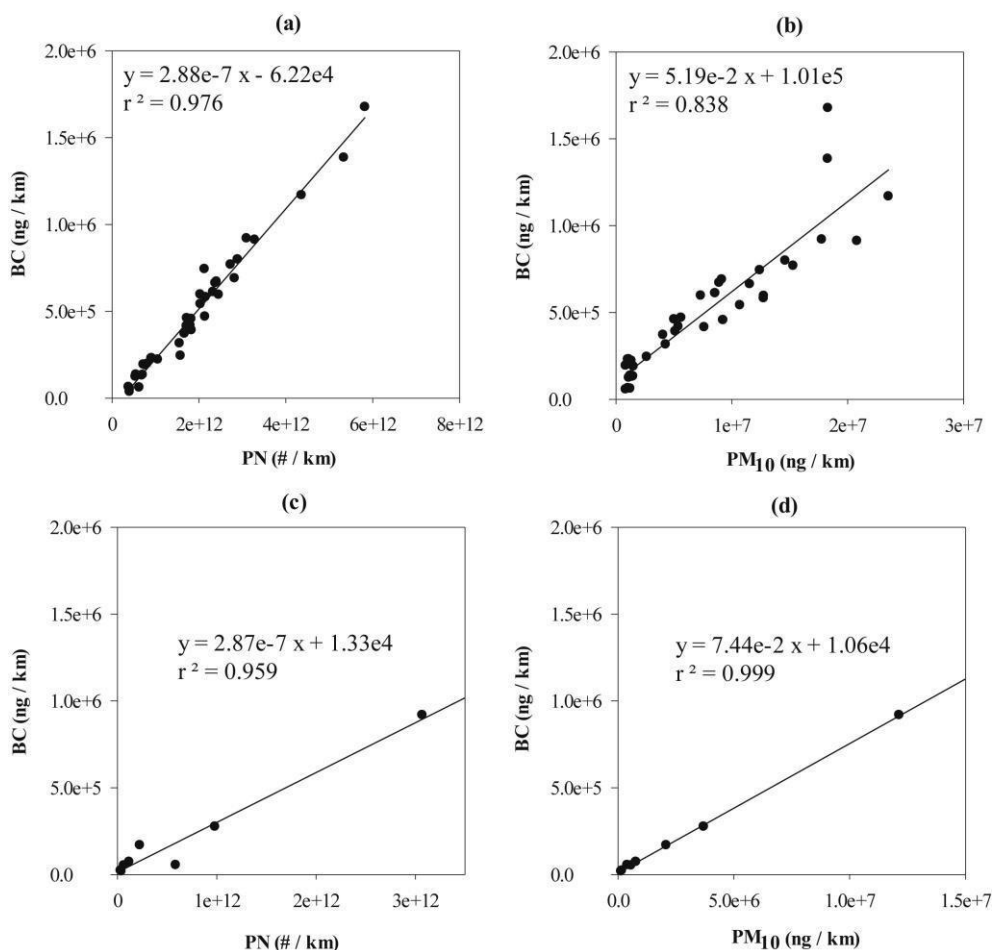 (a)
y = 2.88e-7 x - 6.22e4
r ² = 0.976
2.0e+6
1.5e+6
1.0e+6
5.0e+5
0.0
BC (ng / km)
0 2e+12 4e+12 6e+12 8e+12
PN (# / km)
(b)
y = 5.19e-2 x + 1.01e5
r ² = 0.838
2.0e+6
1.5e+6
1.0e+6
5.0e+5
0.0
BC (ng / km)
0 1e+7 2e+7 3e+7
PM10 (ng / km)
(c)
2.0e+6
1.5e+6
1.0e+6
5.0e+5
0.0
BC (ng / km)
y = 2.87e-7 x + 1.33e4
r ² = 0.959
0 1e+12 2e+12 3e+12
PN (# / km)
(d)
2.0e+6
1.5e+6
1.0e+6
5.0e+5
0.0
BC (ng / km)
y = 7.44e-2 x + 1.06e4
r ² = 0.999
0.0 5.0e+6 1.0e+7 1.5e+7
PM10 (ng / km)